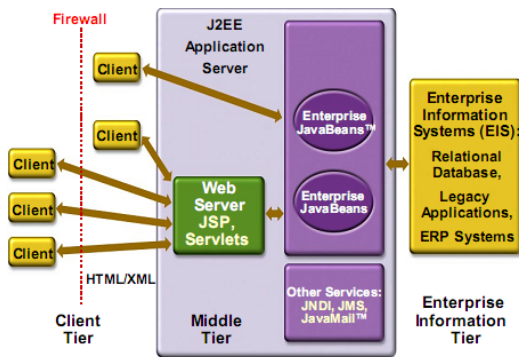 Firewall
J2EE
Application
Server
Client
Client
Client
Client
Client
HTML/XML
Web
Server
JSP,
Servlets
Enterprise
JavaBeans™
Enterprise
JavaBeans
Other Services:
JNDI, JMS,
JavaMail™
Enterprise
Information
Systems (EIS):
Relational
Database,
Legacy
Applications,
ERP Systems
Client
Tier
Middle
Tier
Enterprise
Information
Tier